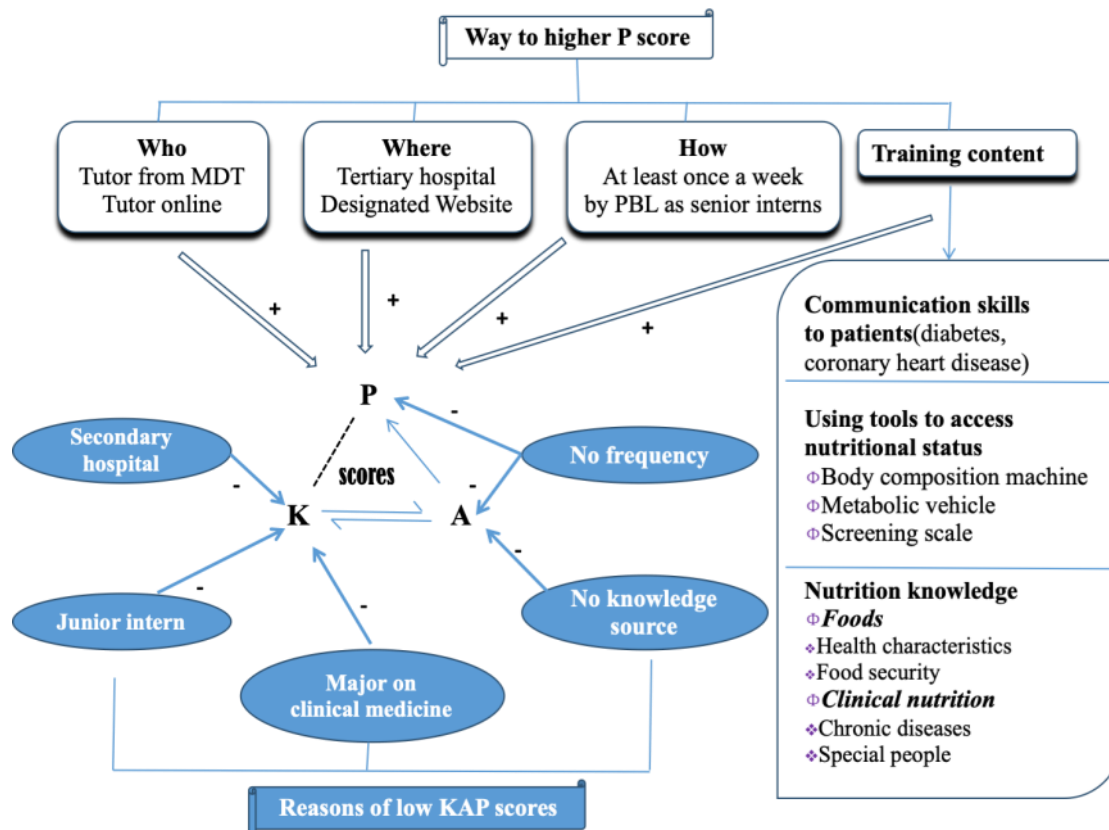 Way to higher P score
Who
Tutor from MDT
Tutor online
Where
Tertiary hospital
Designated Website
How
At least once a week
by PBL as senior interns
Training content
+
+
+
+
Communication skills
to patients(diabetes,
coronary heart disease)
Using tools to access
nutritional status
ΦBody composition machine
ΦMetabolic vehicle
ΦScreening scale
Nutrition knowledge
ΦFoods
❖Health characteristics
❖Food security
ΦClinical nutrition
❖Chronic diseases
❖Special people
P
-
Secondary
hospital
-
scores
No frequency
-
K
A
-
Junior intern
-
-
No knowledge
source
Major on
clinical medicine
Reasons of low KAP scores